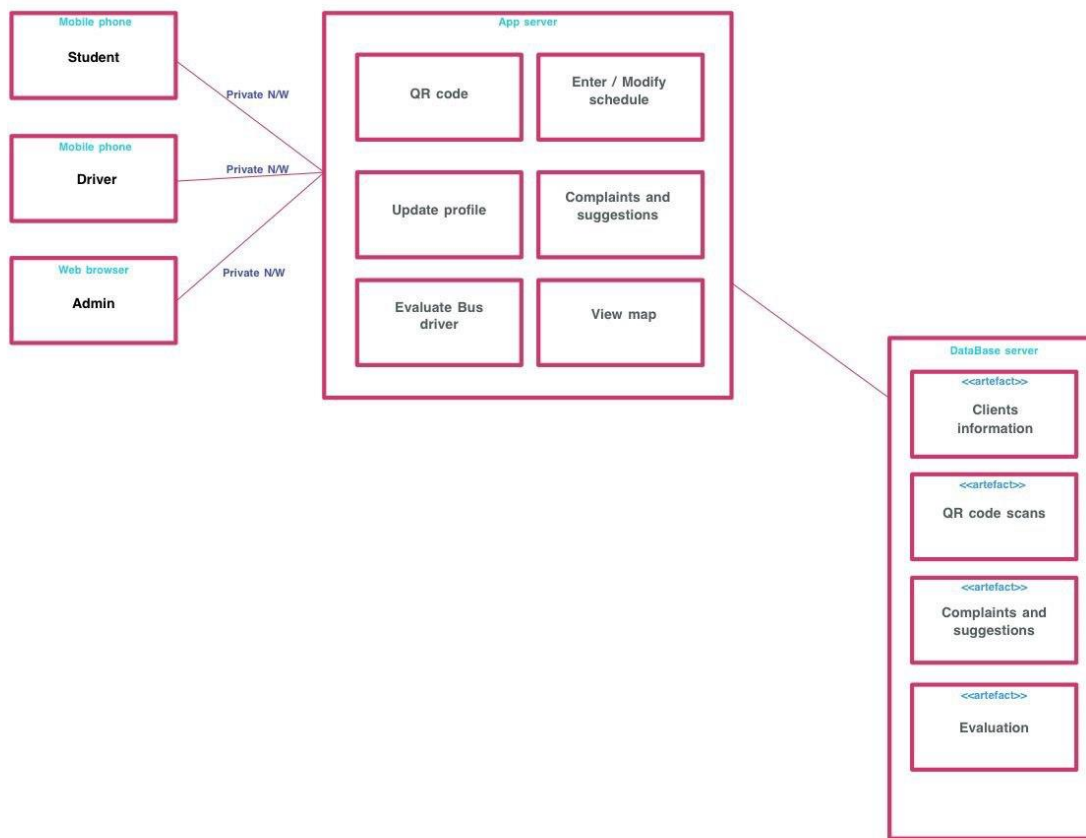 Mobile phone
Student
Private N/W
Mobile phone
Driver
Private N/W
Web browser
Admin
Private N/W
App server
QR code
Enter / Modify
schedule
Update profile
Complaints and
suggestions
Evaluate Bus
driver
View map
DataBase server
<<artefact>>
Clients
information
<<artefact>>
QR code scans
<<artefact>>
Complaints and
suggestions
<<artefact>>
Evaluation